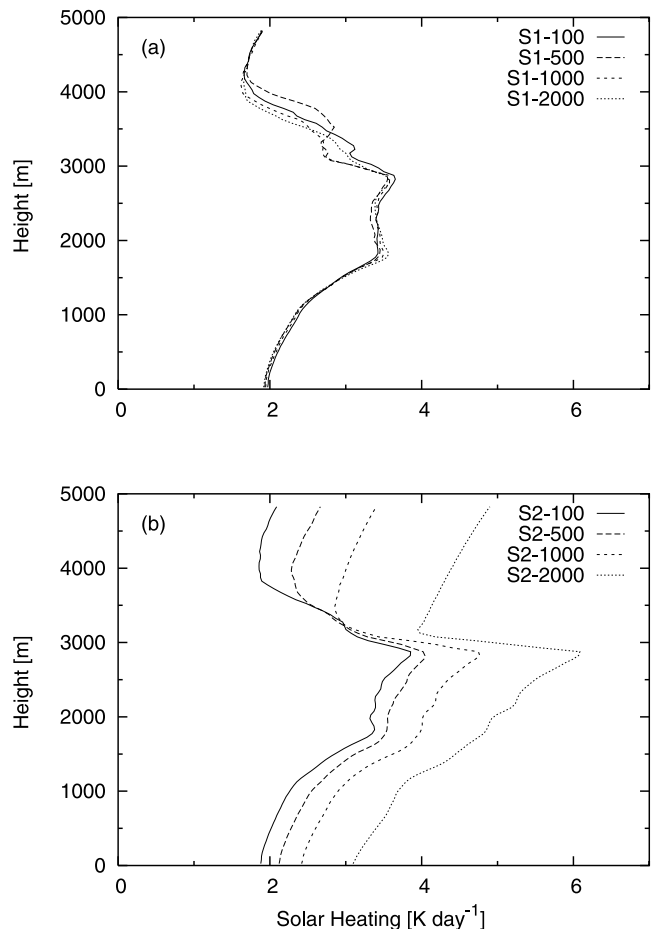 5000
(a)
S1-100
S1-500
4000
S1-1000
S1-2000
3000
Height [m]
2000
1000
0
0 2 4 6
5000
(b)
S2-100
S2-500
4000
S2-1000
S2-2000
3000
Height [m]
2000
1000
0
0 2 4 6
Solar Heating [K day⁻¹]